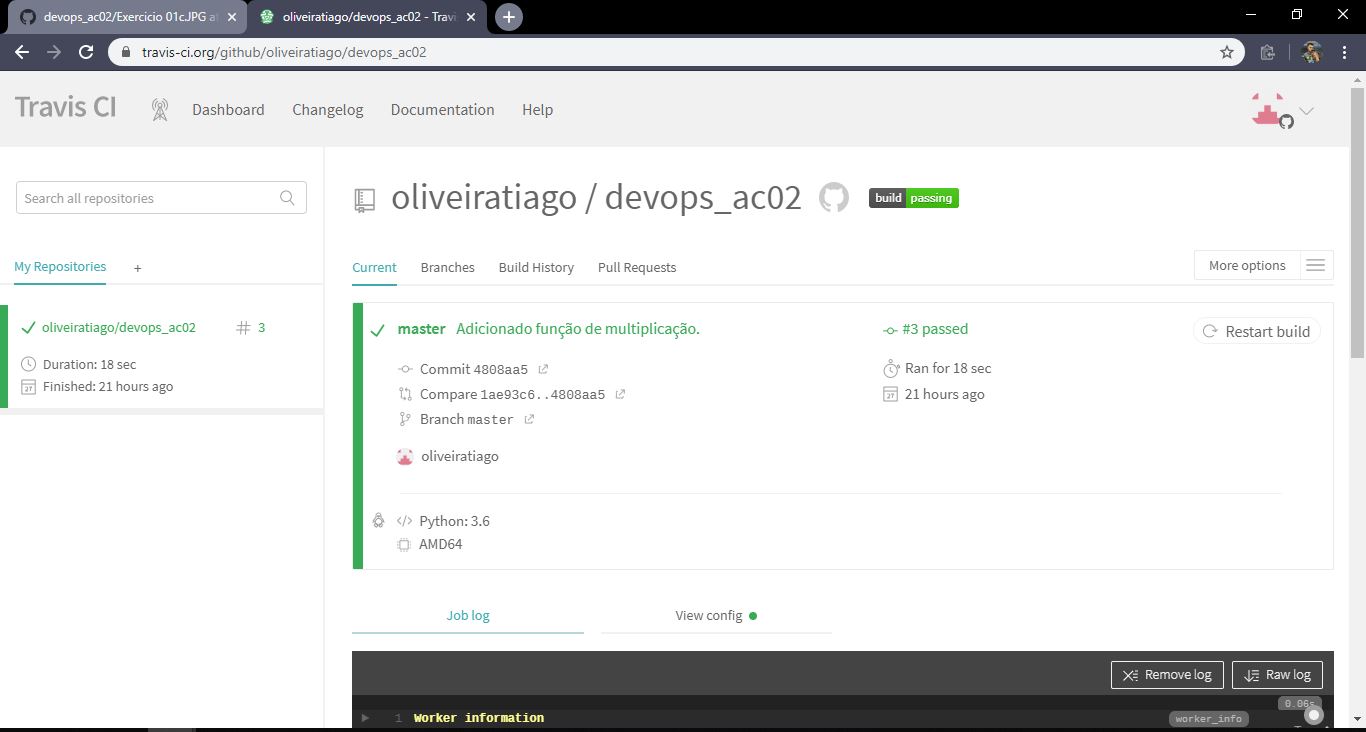 devops_ac02/Exercicio 01cJPG at
oliveiratiago/devops_ac02 - Travi
travis-ci.org/github/oliveiratiago/devops_ac02
Travis CI
Dashboard
Changelog
Documentation
Help
Search all repositories
My Repositories +
oliveiratiago/devops_ac02 # 3
Duration: 18 sec
27 Finished: 21 hours ago
oliveiratiago / devops_ac02
build passing
Current
Branches
Build History
Pull Requests
More options
master Adicionado função de multiplicação.
Commit 4808aa5
Compare 1ae93c6..4808aa5
Branch master
oliveiratiago
#3 passed
Ran for 18 sec
27 21 hours ago
Restart build
</> Python: 3.6
AMD64
Job log
View config
Remove log
Raw log
1 Worker information
worker_info
0.06s